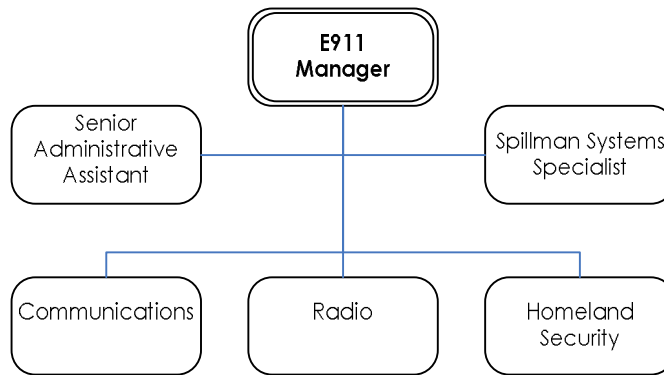 E911
Manager
Senior
Administrative
Assistant
Spillman Systems
Specialist
Communications
Radio
Homeland
Security